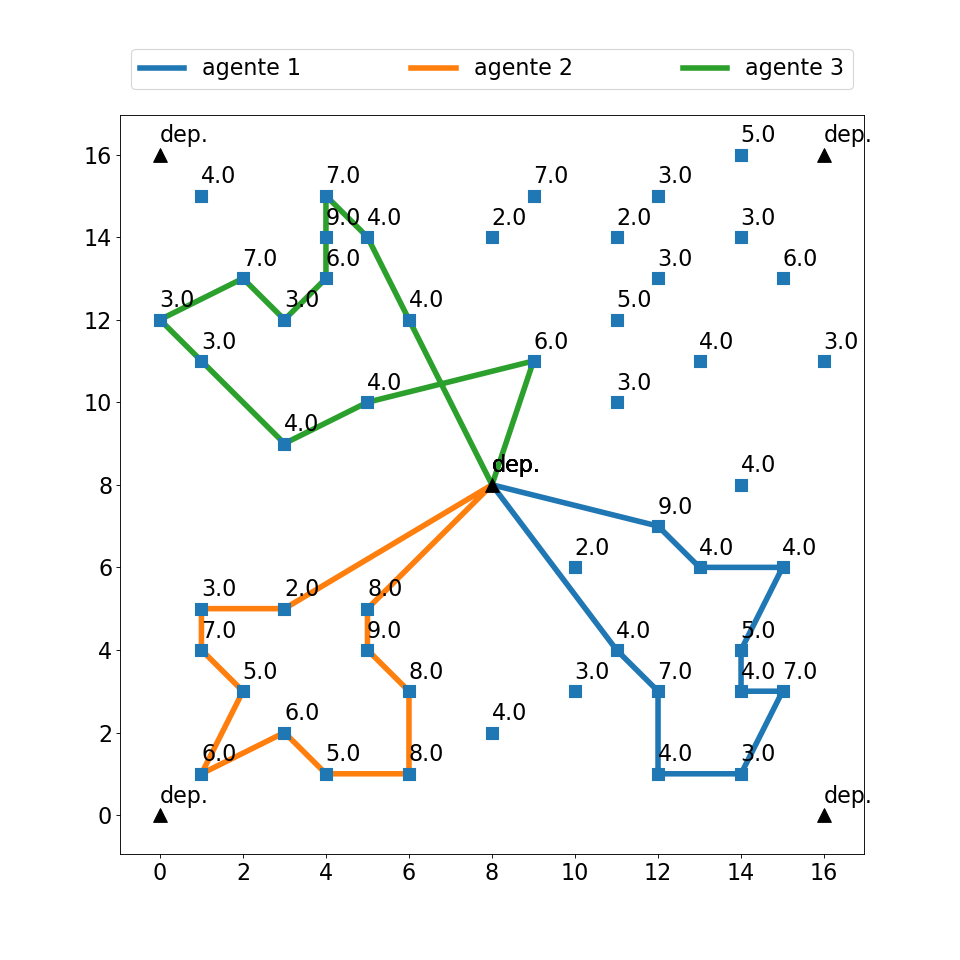 agente 1 agente 2 agente 3
dep. 5.0 dep.
16
4.0 7.0 7.0 3.0
9.0 4.0 2.0 2.0 3.0
14
7.0 6.0 3.0 6.0
3.0 3.0 4.0 5.0
12
3.0 6.0 4.0 3.0
4.0 3.0
10
4.0
dep. 4.0
8
9.0
2.0 4.0 4.0
6
3.0 2.0 8.0
7.0 9.0 4.0 5.0
4
5.0 8.0 3.0 7.0 4.0 7.0
6.0 4.0
2
6.0 5.0 8.0 4.0 3.0
dep. dep.
0
0 2 4 6 8 10 12 14 16